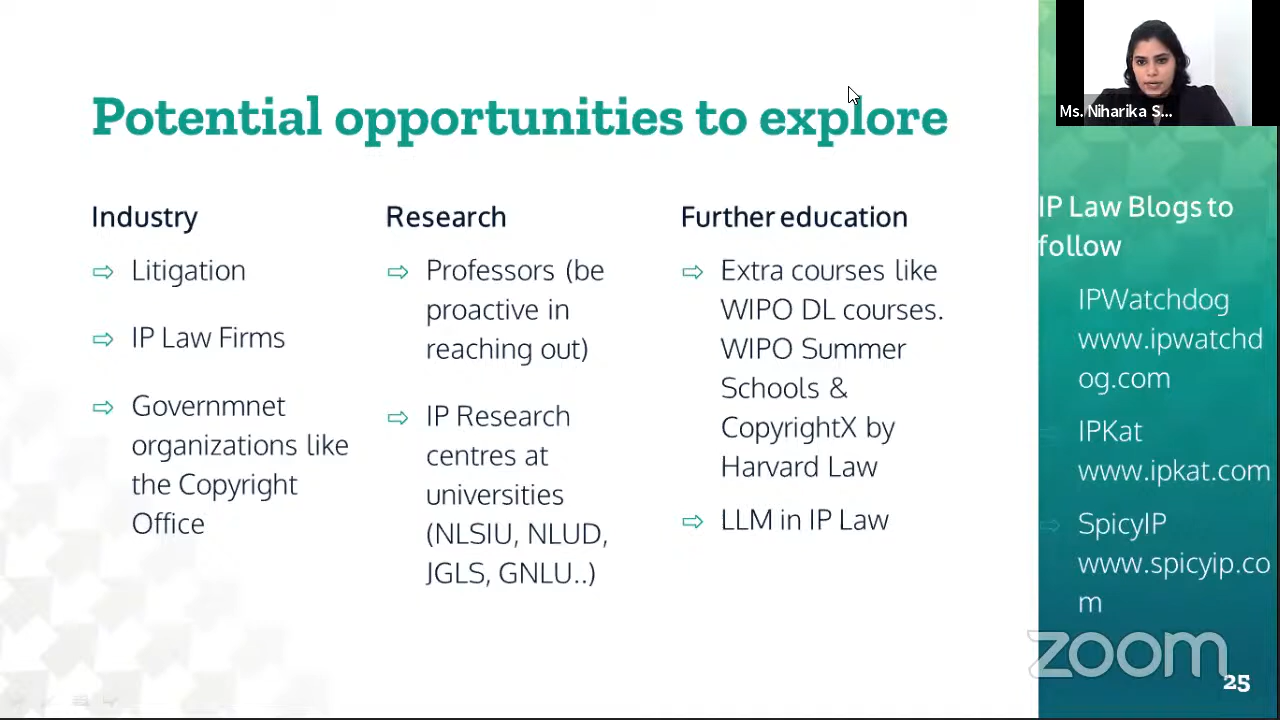 Potential opportunities to explore
Industry
Litigation
IP Law Firms
Governmnet
organizations like
the Copyright
Office
Research
Professors (be
proactive in
reaching out)
IP Research
centres at
universities
(NLSIU, NLUD,
JGLS, GNLU..)
Further education
Extra courses like
WIPO DL courses.
WIPO Summer
Schools &
CopyrightX by
Harvard Law
LLM in IP Law
Ms. Niharika S...
IP Law Blogs to
follow
IPWatchdog
www.ipwatchd
og.com
IPKat
www.ipkat.com
SpicyIP
www.spicyip.co
m
zoom
25